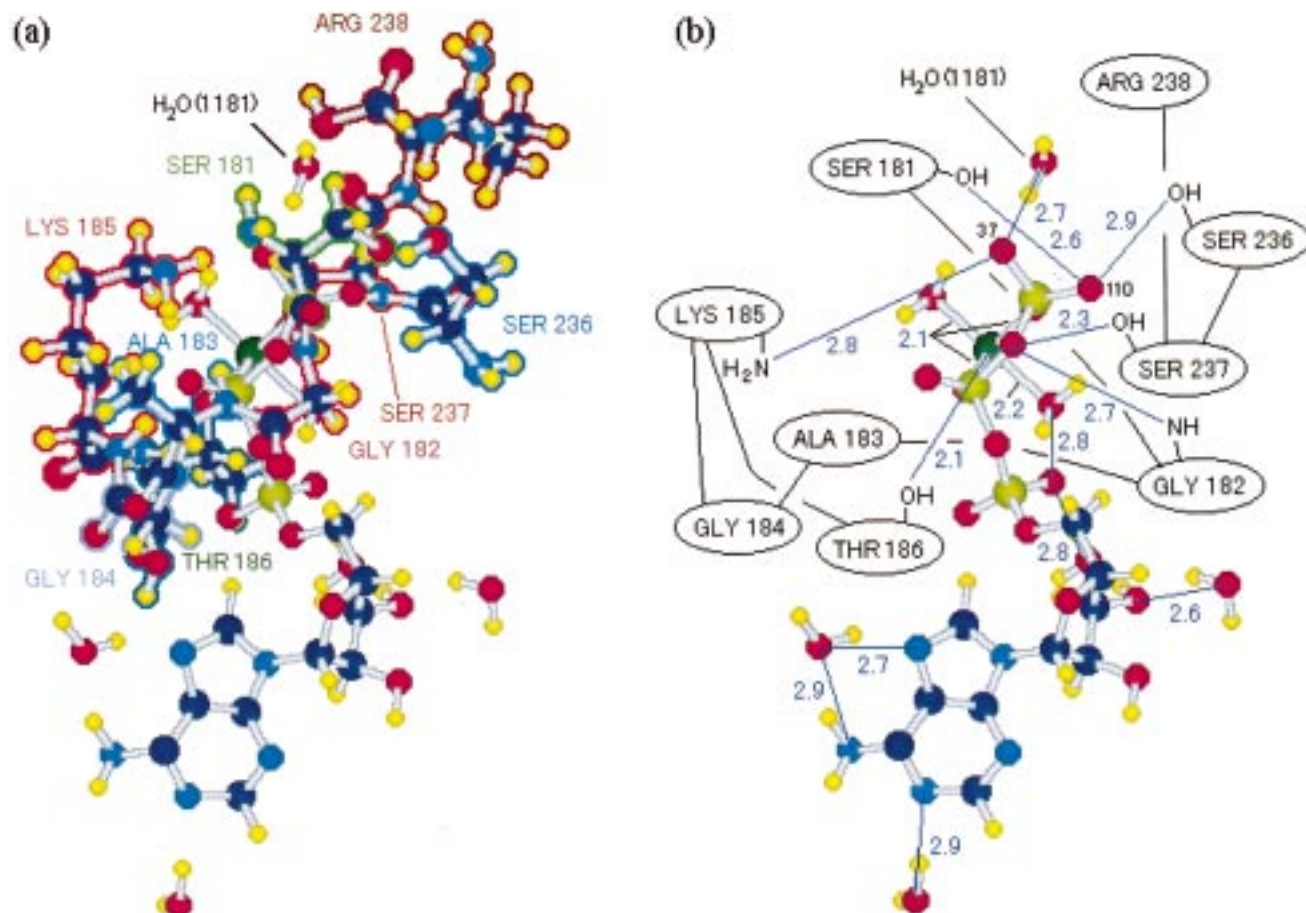 (a)
ARG 238
H₂O(1181)
SER 181
LYS 185
ALA 183
SER 236
SER 237
GLY 182
THR 186
GLY 184
(b)
H₂O(1181)
ARG 238
SER 181
OH
OH
2.7
2.9
37
2.6
SER 236
110
LYS 185
2.3
OH
2.1
2.8
H₂N
SER 237
2.2
2.7
NH
ALA 183
2.8
2.1
GLY 182
OH
GLY 184
THR 186
2.8
2.6
2.7
2.9
2.9